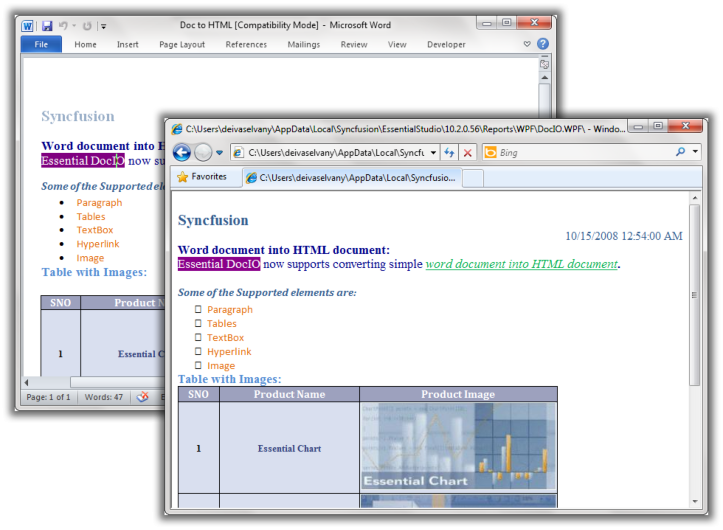 Doc to HTML [Compatibility Mode] - Microsoft Word
File Home Insert Page Layout References Mailings Review View Developer
Syncfusion
Word document into H
Essential DocIO now su
Some of the Supported ele
Paragraph
Tables
TextBox
Hyperlink
Image
Table with Images:
SNO Product N
1 Essential C
Page: 1 of 1 Words: 47
C:\Users\deivaselvany\AppData\Local\Syncfusion\EssentialStudio\10.2.0.56\Reports\WPF\DocIO.WPF\ - Windo...
C:\Users\deivaselvany\AppData\Local\Syncfu Bing
Favorites C:\Users\deivaselvany\AppData\Local\Syncfusio...
Syncfusion
10/15/2008 12:54:00 AM
Word document into HTML document:
Essential DocIO now supports converting simple word document into HTML document.
Some of the Supported elements are:
Paragraph
Tables
TextBox
Hyperlink
Image
Table with Images:
SNO Product Name Product Image
1 Essential Chart
Essential Chart